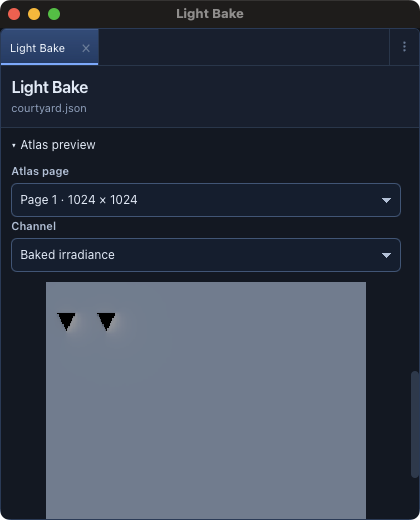 Light Bake
Light Bake
Light Bake
courtyard.json
Atlas preview
Atlas page
Page 1 · 1024 × 1024
Channel
Baked irradiance